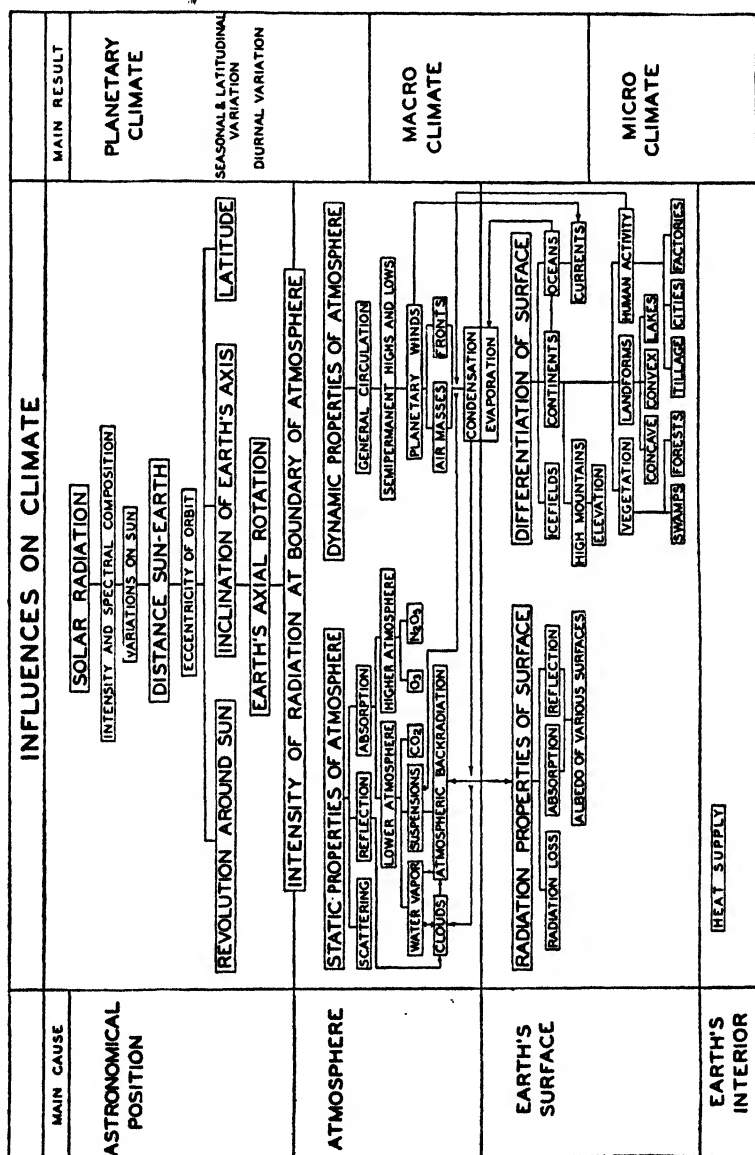 INFLUENCES ON CLIMATE
MAIN CAUSE
MAIN RESULT
ASTRONOMICAL
POSITION
SOLAR RADIATION
INTENSITY AND SPECTRAL COMPOSITION
VARIATIONS ON SUN
DISTANCE SUN-EARTH
ECCENTRICITY OF ORBIT
REVOLUTION AROUND SUN
INCLINATION OF EARTH'S AXIS
LATITUDE
EARTH'S AXIAL ROTATION
INTENSITY OF RADIATION AT BOUNDARY OF ATMOSPHERE
PLANETARY
CLIMATE
SEASONAL & LATITUDINAL
VARIATION
DIURNAL VARIATION
ATMOSPHERE
STATIC PROPERTIES OF ATMOSPHERE
SCATTERING
REFLECTION
ABSORPTION
LOWER ATMOSPHERE
HIGHER ATMOSPHERE
WATER VAPOR
SUSPENSIONS
CO2
O3
N2O5
CLOUDS
ATMOSPHERIC BACKRADIATION
DYNAMIC PROPERTIES OF ATMOSPHERE
GENERAL CIRCULATION
SEMIPERMANENT HIGHS AND LOWS
PLANETARY WINDS
AIR MASSES
FRONTS
CONDENSATION
EVAPORATION
MACRO
CLIMATE
EARTH'S
SURFACE
RADIATION PROPERTIES OF SURFACE
RADIATION LOSS
ABSORPTION
REFLECTION
ALBEDO OF VARIOUS SURFACES
DIFFERENTIATION OF SURFACE
ICEFIELDS
CONTINENTS
OCEANS
HIGH MOUNTAINS
CURRENTS
ELEVATION
VEGETATION
LANDFORMS
HUMAN ACTIVITY
CONCAVE
CONVEX
LAKES
SWAMPS
FORESTS
TILLAGE
CITIES
FACTORIES
MICRO
CLIMATE
EARTH'S
INTERIOR
HEAT SUPPLY